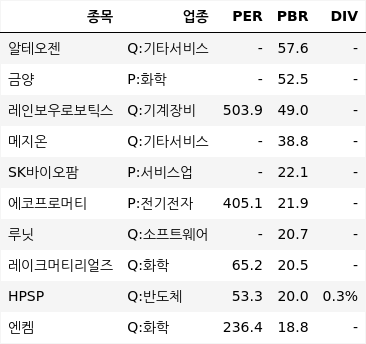 종목 업종 PER PBR DIV
알테오젠 Q:기타서비스 - 57.6 -
금양 P:화학 - 52.5 -
레인보우로보틱스 Q:기계장비 503.9 49.0 -
메지온 Q:기타서비스 - 38.8 -
SK바이오팜 P:서비스업 - 22.1 -
에코프로머티 P:전기전자 405.1 21.9 -
루닛 Q:소프트웨어 - 20.7 -
레이크머티리얼즈 Q:화학 65.2 20.5 -
HPSP Q:반도체 53.3 20.0 0.3%
엔켐 Q:화학 236.4 18.8 -